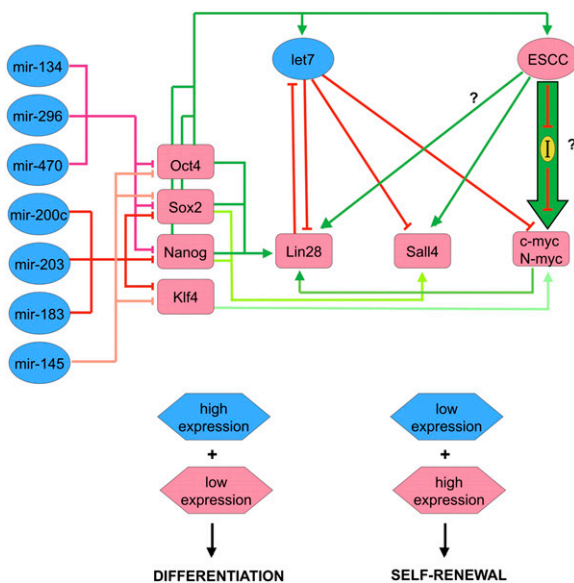 let7
ESCC
mir-134
mir-296
mir-470
mir-200c
mir-203
mir-183
mir-145
Oct4
Sox2
Nanog
Klf4
?
I
?
Lin28
Sall4
c-myc
N-myc
high
expression
+
low
expression
DIFFERENTIATION
low
expression
+
high
expression
SELF-RENEWAL